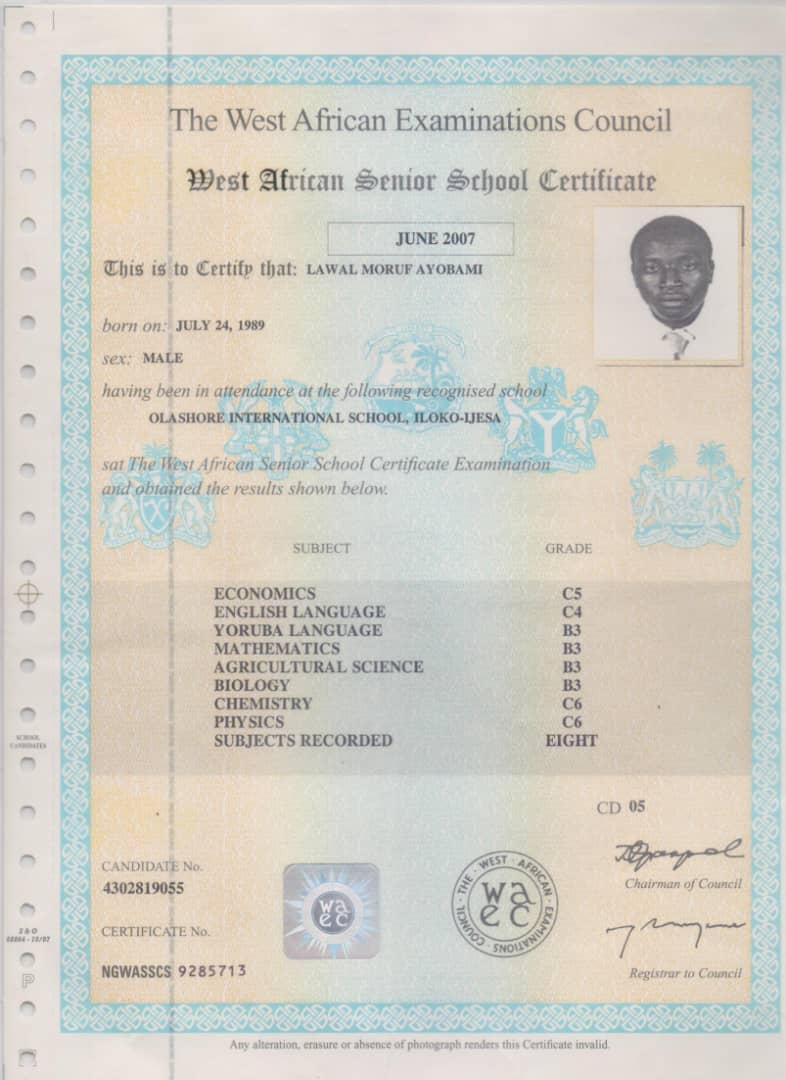 The West African Examinations Council
West African Senior School Certificate
JUNE 2007
This is to Certify that: LAWAL MORUF AYOBAMI
born on: JULY 24, 1989
sex: MALE
having been in attendance at the following recognised school
OLASHORE INTERNATIONAL SCHOOL, ILOKO-IJESA
sat The West African Senior School Certificate Examination
and obtained the results shown below.
SUBJECT GRADE
ECONOMICS C5
ENGLISH LANGUAGE C4
YORUBA LANGUAGE B3
MATHEMATICS B3
AGRICULTURAL SCIENCE B3
BIOLOGY B3
CHEMISTRY C6
PHYSICS C6
SUBJECTS RECORDED EIGHT
SCHOOL
CANDIDATES
CD 05
CANDIDATE No.
4302819055
Chairman of Council
CERTIFICATE No.
NGWASSCS 9285713
waec
THE · WEST · AFRICAN · EXAMINATIONS · COUNCIL
waec
Registrar to Council
P
Any alteration, erasure or absence of photograph renders this Certificate invalid.